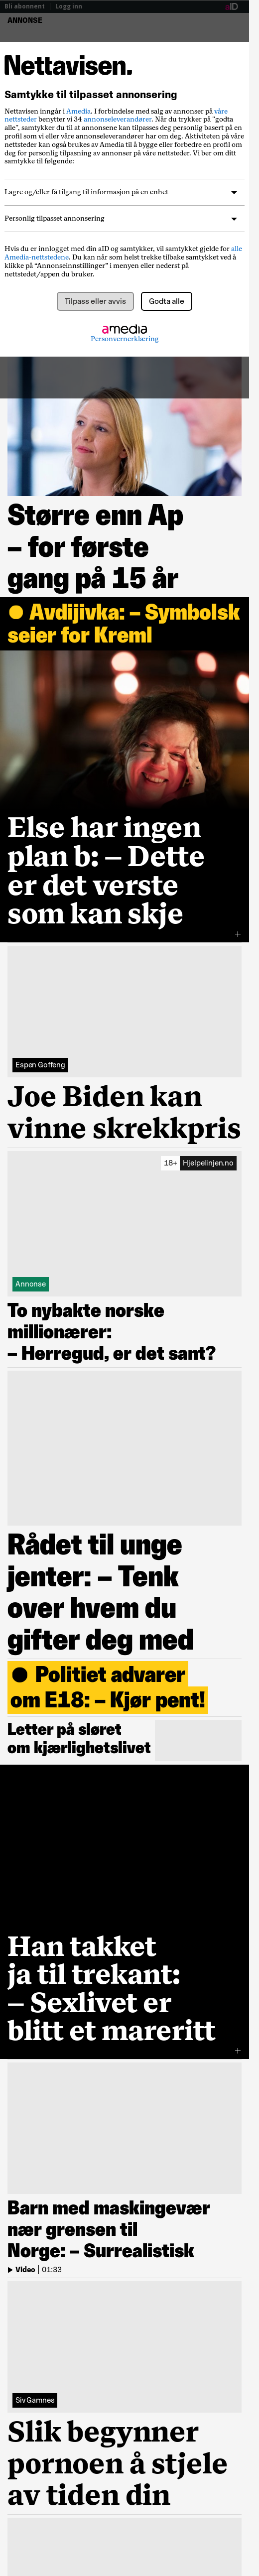 Bli abonnent | Logg inn
aID
ANNONSE
Nettavisen.
Samtykke til tilpasset annonsering
Nettavisen inngår i Amedia. I forbindelse med salg av annonser på våre
nettsteder benytter vi 34 annonseleverandører. Når du trykker på "godta
alle", samtykker du til at annonsene kan tilpasses deg personlig basert på en
profil som vi og/eller våre annonseleverandører har om deg. Aktiviteten på våre
nettsteder kan også brukes av Amedia til å bygge eller forbedre en profil om
deg for personlig tilpasning av annonser på våre nettsteder. Vi ber om ditt
samtykke til følgende:
Lagre og/eller få tilgang til informasjon på en enhet
Personlig tilpasset annonsering
Hvis du er innlogget med din aID og samtykker, vil samtykket gjelde for alle
Amedia-nettstedene. Du kan når som helst trekke tilbake samtykket ved å
klikke på “Annonseinnstillinger” i menyen eller nederst på
nettstedet/appen du bruker.
Tilpass eller avvis
Godta alle
amedia
Personvernerklæring
Større enn Ap
– for første
gang på 15 år
● Avdijivka: – Symbolsk
seier for Kreml
Else har ingen
plan b: – Dette
er det verste
som kan skje
+
Espen Goffeng
Joe Biden kan
vinne skrekkpris
18+ Hjelpelinjen.no
Annonse
To nybakte norske
millionærer:
– Herregud, er det sant?
Rådet til unge
jenter: – Tenk
over hvem du
gifter deg med
● Politiet advarer
om E18: – Kjør pent!
Letter på sløret
om kjærlighetslivet
Han takket
ja til trekant:
– Sexlivet er
blitt et mareritt
+
Barn med maskingevær
nær grensen til
Norge: – Surrealistisk
Video | 01:33
Siv Gamnes
Slik begynner
pornoen å stjele
av tiden din